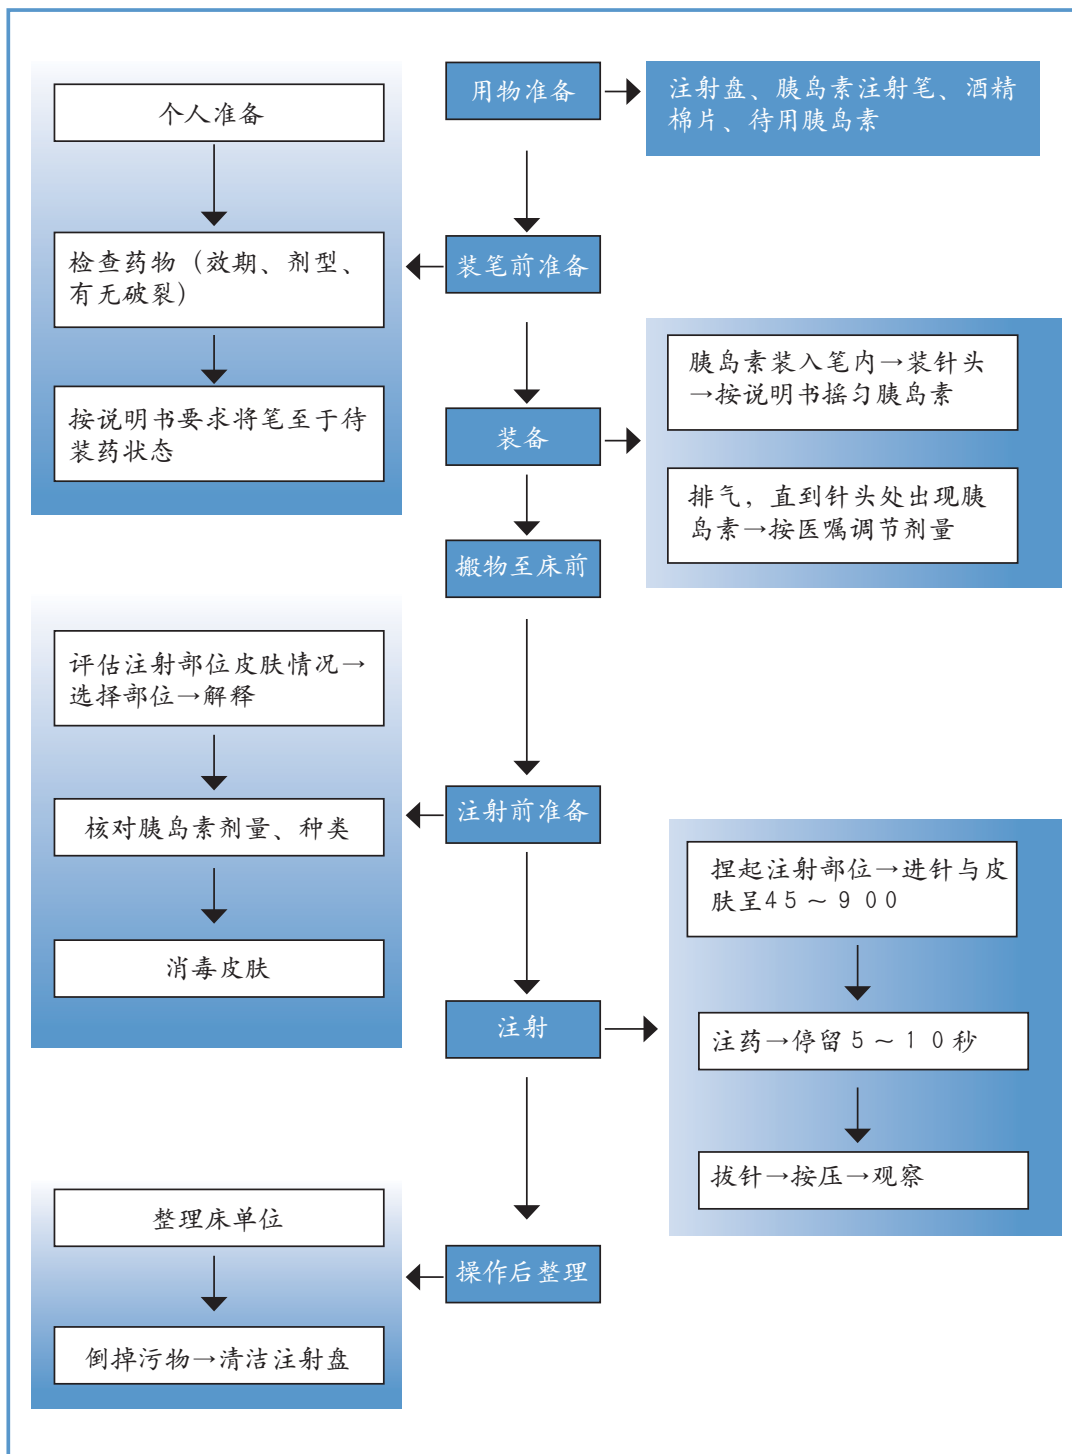 用物准备
注射盘、胰岛素注射笔、酒精
棉片、待用胰岛素
个人准备
装笔前准备
检查药物（效期、剂型、
有无破裂）
按说明书要求将笔至于待
装药状态
装备
胰岛素装入笔内→装针头
→按说明书摇匀胰岛素
排气，直到针头处出现胰
岛素→按医嘱调节剂量
搬物至床前
注射前准备
评估注射部位皮肤情况→
选择部位→解释
核对胰岛素剂量、种类
消毒皮肤
注射
捏起注射部位→进针与皮
肤呈45～900
注药→停留5～10秒
拔针→按压→观察
操作后整理
整理床单位
倒掉污物→清洁注射盘